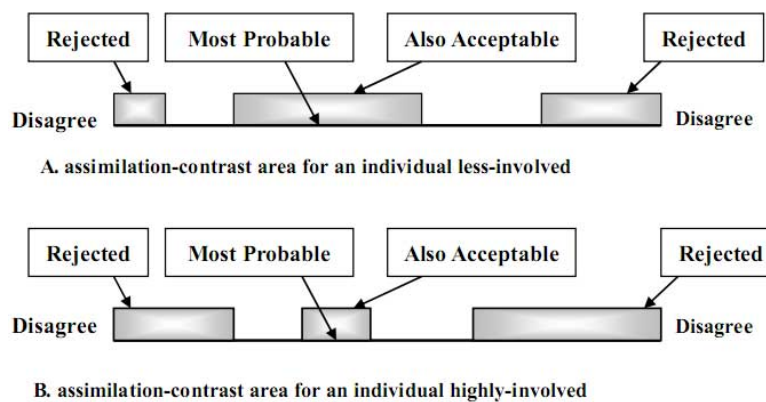 Rejected Most Probable Also Acceptable Rejected
Disagree Disagree
A. assimilation-contrast area for an individual less-involved
Rejected Most Probable Also Acceptable Rejected
Disagree Disagree
B. assimilation-contrast area for an individual highly-involved